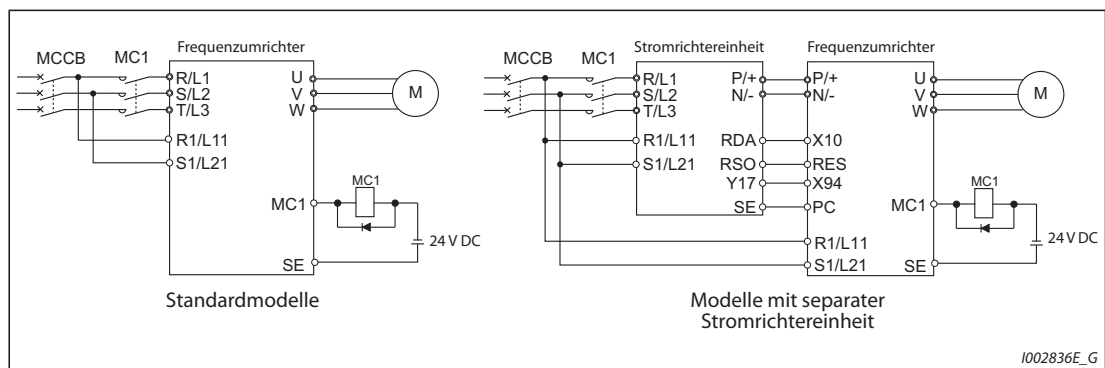 Frequenzumrichter
MCCB
MC1
R/L1
S/L2
T/L3
R1/L11
S1/L21
U
V
W
M
MC1
MC1
24 V DC
SE
Standardmodelle
Stromrichtereinheit
Frequenzumrichter
MCCB
MC1
R/L1
S/L2
T/L3
R1/L11
S1/L21
P/+
N/-
RDA
RSO
Y17
SE
P/+
N/-
X10
RES
X94
PC
R1/L11
S1/L21
U
V
W
M
MC1
MC1
24 V DC
SE
Modelle mit separater
Stromrichtereinheit
I002836E_G